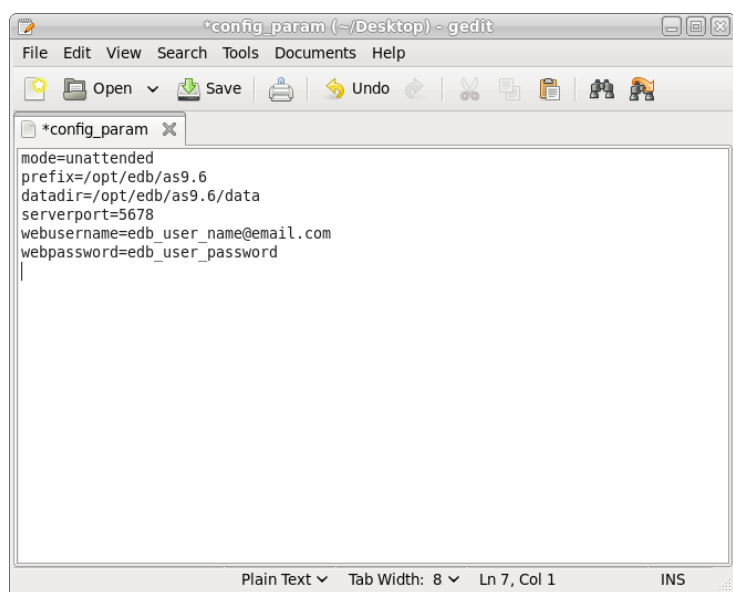 *config_param (~/Desktop) - gedit
File Edit View Search Tools Documents Help
Open Save Undo
*config_param
mode=unattended
prefix=/opt/edb/as9.6
datadir=/opt/edb/as9.6/data
serverport=5678
webusername=edb_user_name@email.com
webpassword=edb_user_password
Plain Text Tab Width: 8 Ln 7, Col 1 INS